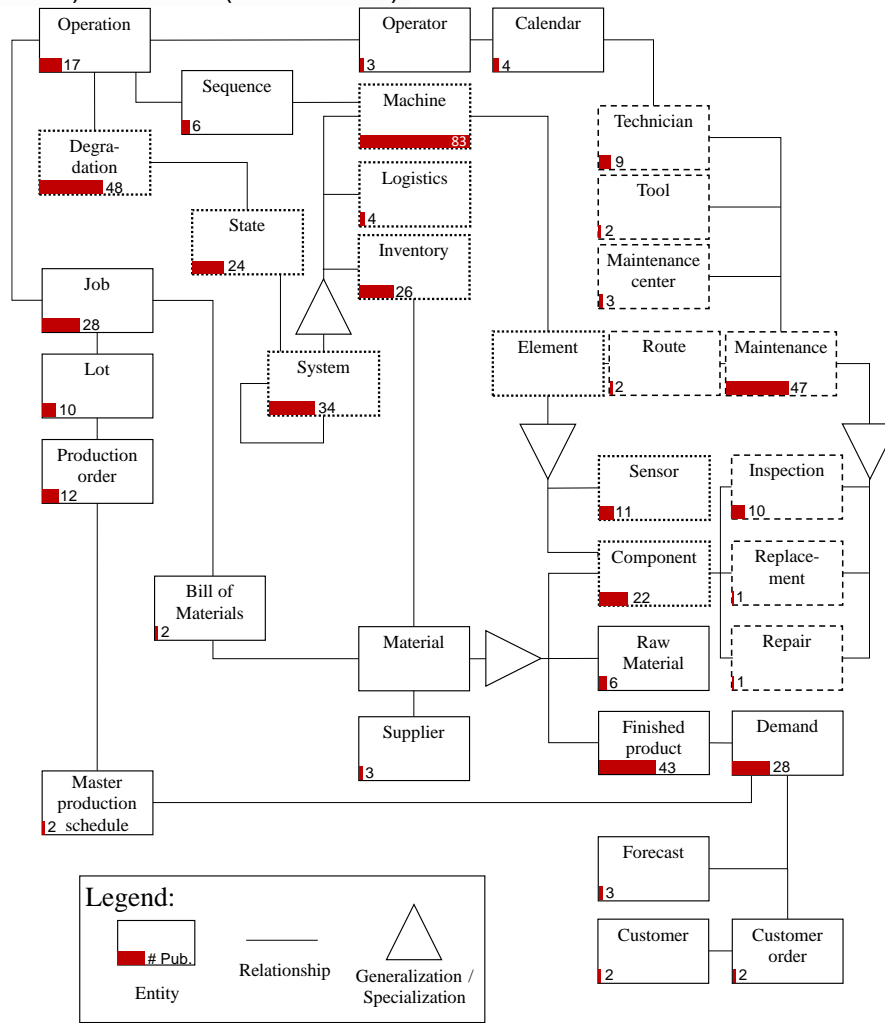 Operation
17
Operator
3
Calendar
4
Sequence
6
Machine
83
Technician
9
Degra-
dation
48
Logistics
4
Tool
2
State
24
Inventory
26
Maintenance
center
3
Job
28
System
34
Element
Route
2
Maintenance
47
Lot
10
Production
order
12
Sensor
11
Inspection
10
Component
22
Replace-
ment
1
Bill of
Materials
2
Material
Raw
Material
6
Repair
1
Supplier
3
Finished
product
43
Demand
28
Master
production
schedule
2
Forecast
3
Customer
2
Customer
order
2
Legend:
# Pub.
Entity
Relationship
Generalization /
Specialization